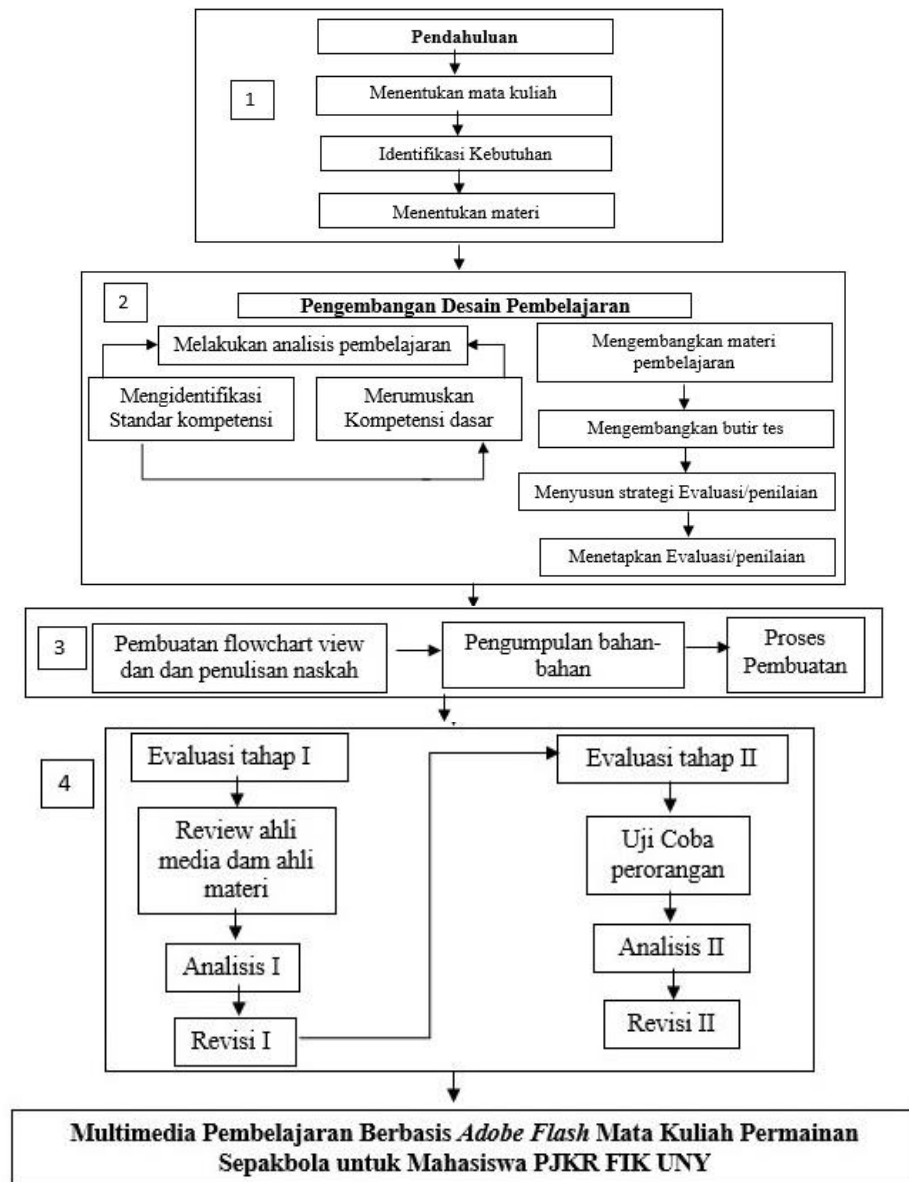 Pendahuluan
1
Menentukan mata kuliah
Identifikasi Kebutuhan
Menentukan materi
2
Pengembangan Desain Pembelajaran
Melakukan analisis pembelajaran
Mengidentifikasi
Standar kompetensi
Merumuskan
Kompetensi dasar
Mengembangkan materi
pembelajaran
Mengembangkan butir tes
Menyusun strategi Evaluasi/penilaian
Menetapkan Evaluasi/penilaian
3
Pembuatan flowchart view
dan dan penulisan naskah
Pengumpulan bahan-
bahan
Proses
Pembuatan
4
Evaluasi tahap I
Review ahli
media dam ahli
materi
Analisis I
Revisi I
Evaluasi tahap II
Uji Coba
perorangan
Analisis II
Revisi II
Multimedia Pembelajaran Berbasis Adobe Flash Mata Kuliah Permainan
Sepakbola untuk Mahasiswa PJKR FIK UNY